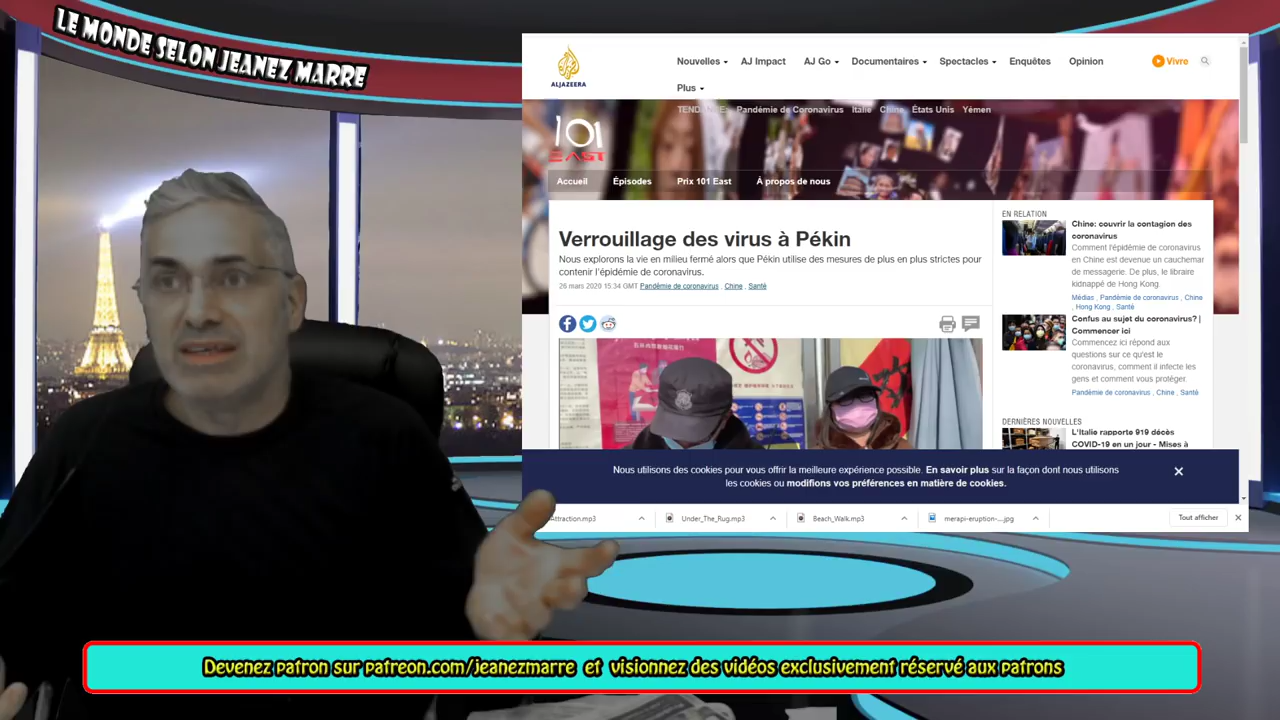 LE MONDE SELON JEANEZ MARRE
ALJAZEERA
Nouvelles AJ Impact AJ Go Documentaires Spectacles Enquêtes Opinion
Vivre
Plus
Pandémie de Coronavirus Italie Chine États Unis Yémen
101
EAST
Accueil Épisodes Prix 101 East À propos de nous
Verrouillage des virus à Pékin
Nous explorons la vie en milieu fermé alors que Pékin utilise des mesures de plus en plus strictes pour
contenir l'épidémie de coronavirus.
26 mars 2020 15:34 GMT Pandémie de coronavirus , Chine , Santé
EN RELATION
Chine: couvrir la contagion des
coronavirus
Comment l'épidémie de coronavirus
en Chine est devenue un cauchemar
de messagerie. De plus, le libraire
kidnappé de Hong Kong.
Médias , Pandémie de coronavirus , Chine
, Hong Kong , Santé
Confus au sujet du coronavirus? |
Commencer ici
Commencez ici répond aux
questions sur ce qu'est le
coronavirus, comment il infecte les
gens et comment vous protéger.
Pandémie de coronavirus , Chine , Santé
DERNIÈRES NOUVELLES
L'Italie rapporte 919 décès
COVID-19 en un jour - Mises à
Nous utilisons des cookies pour vous offrir la meilleure expérience possible. En savoir plus sur la façon dont nous utilisons
les cookies ou modifions vos préférences en matière de cookies.
Attraction.mp3 Under_The_Rug.mp3 Beach_Walk.mp3 merapi-eruption-....jpg Tout afficher
Devenez patron sur patreon.com/jeanezmarre et visionnez des vidéos exclusivement réservé aux patrons